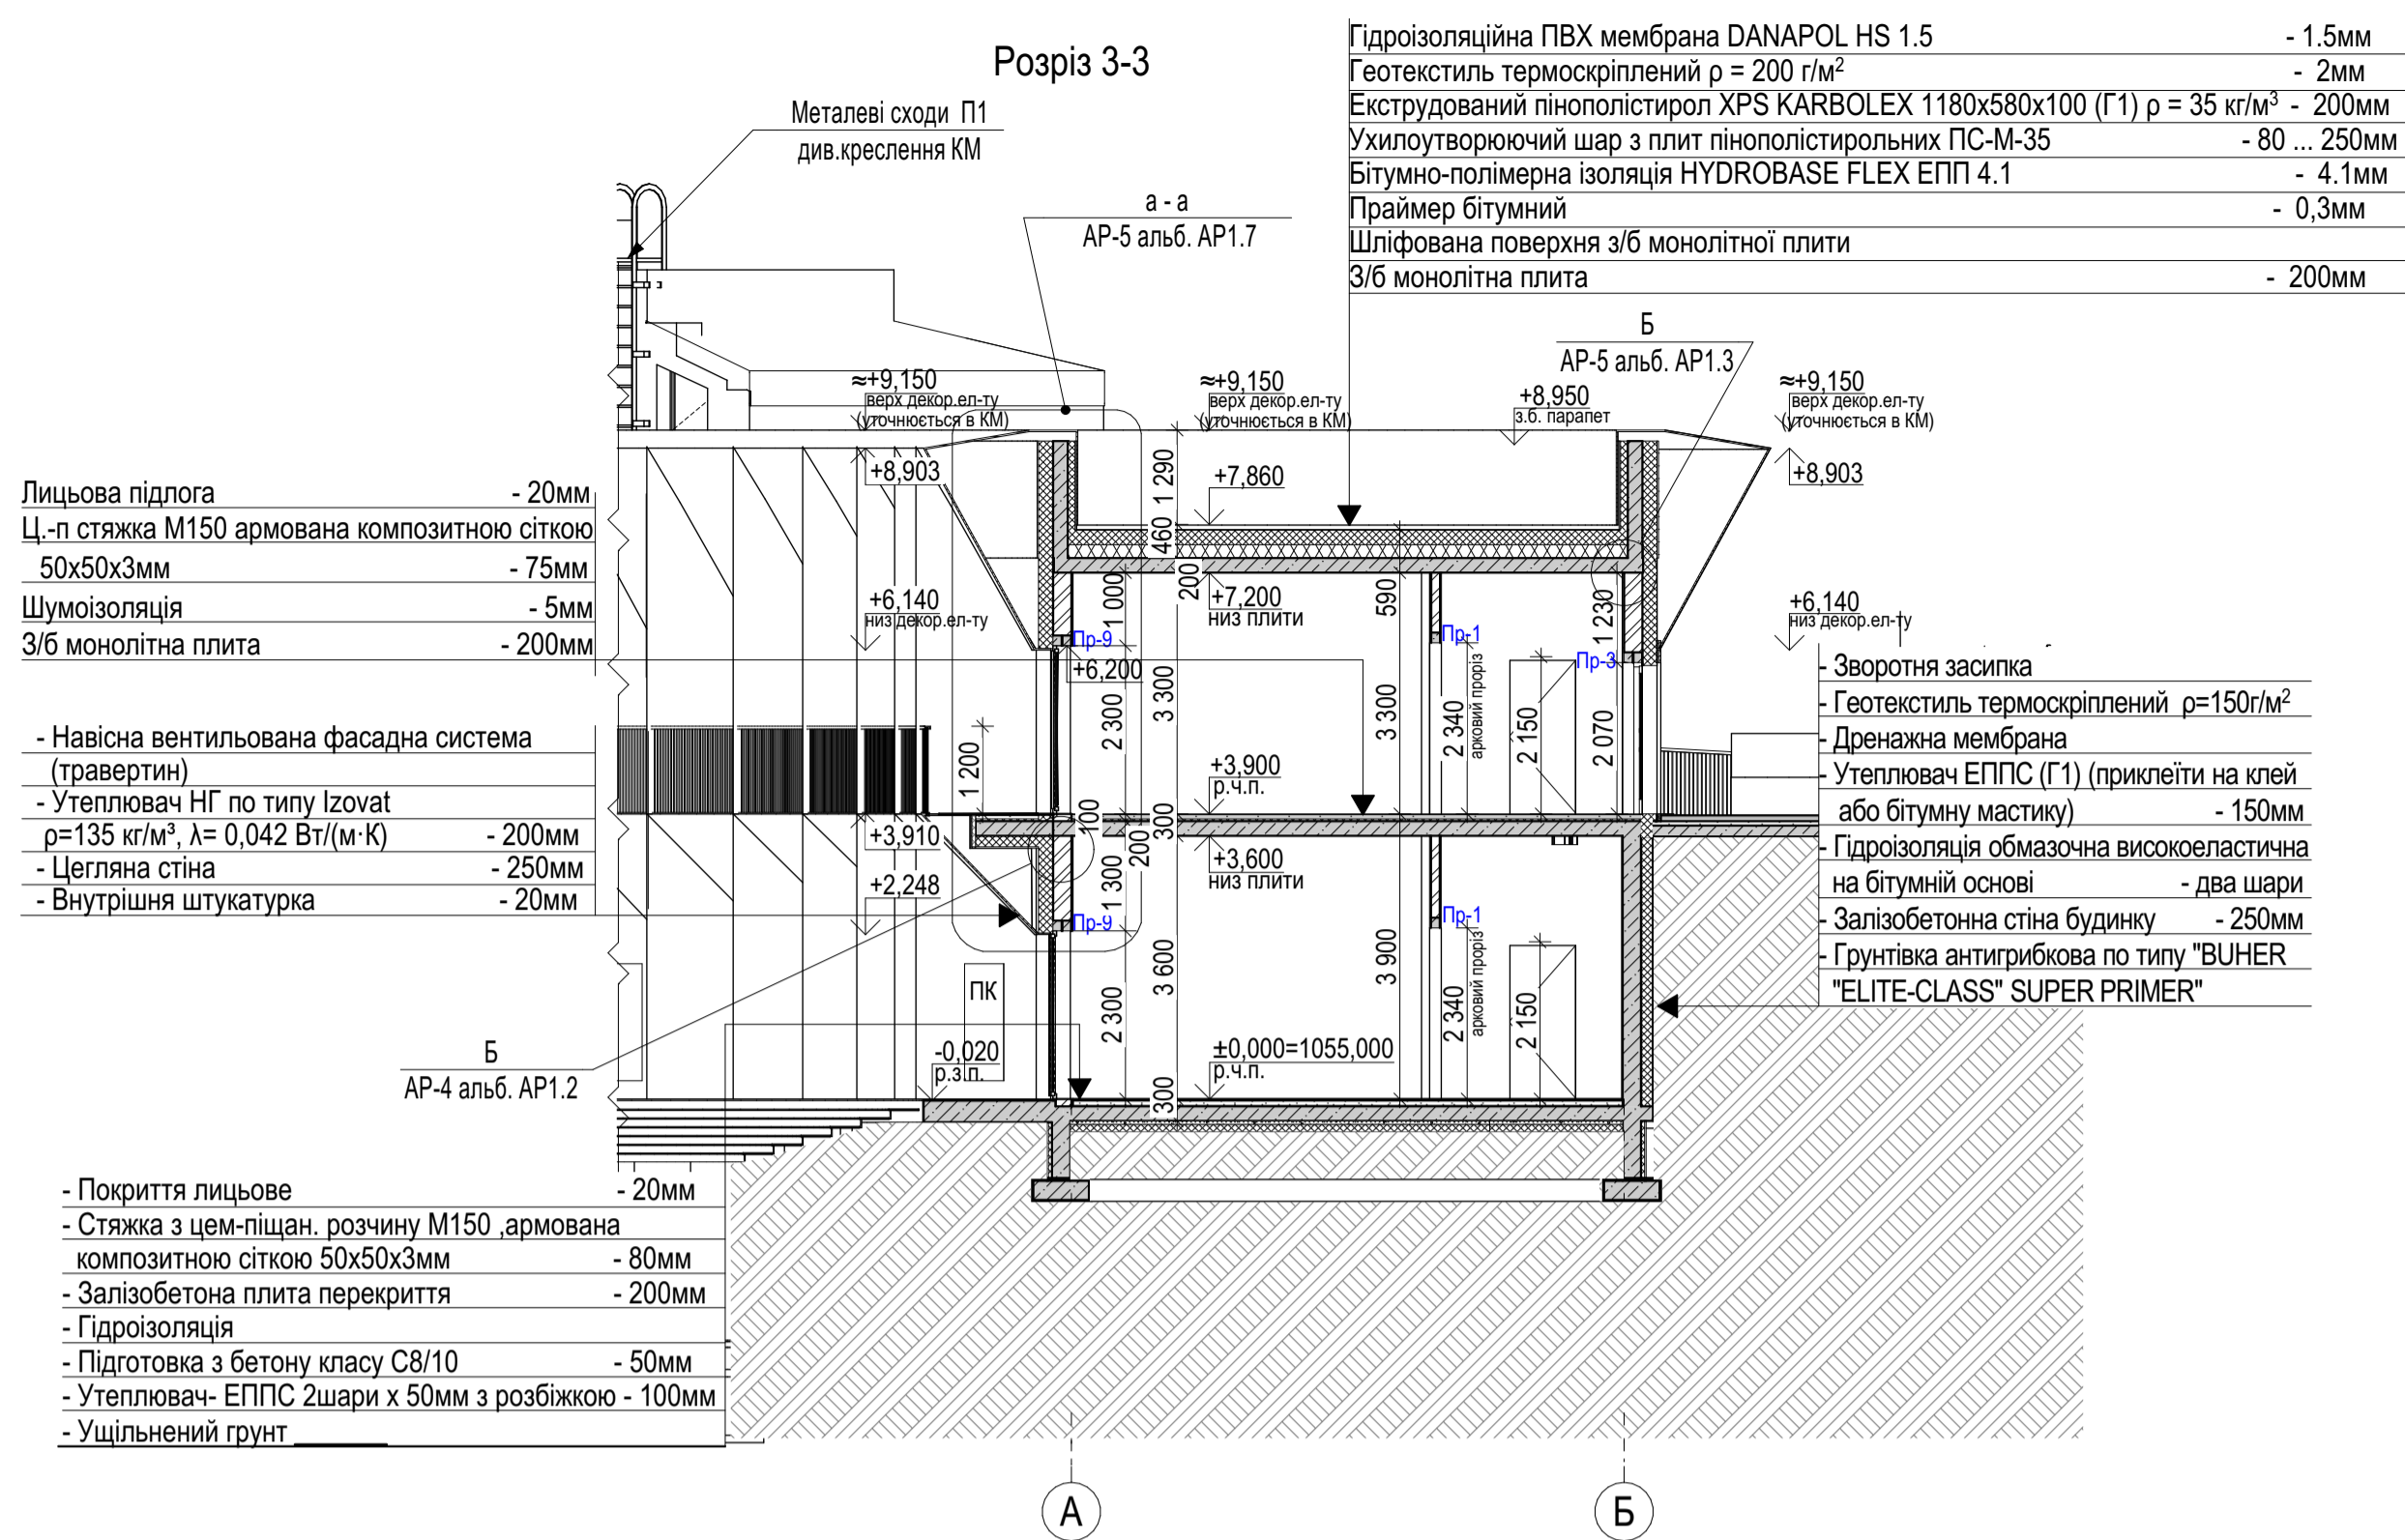 Розріз 3-3
Металеві сходи П1
див.креслення КМ
а - а
АР-5 альб. АР1.7
Гідроізоляційна ПВХ мембрана DANAPOL HS 1.5 - 1.5мм
Геотекстиль термоскріплений ρ = 200 г/м²
- 2мм
Екструдований пінополістирол XPS KARBOLEX 1180х580х100 (Г1) ρ = 35 кг/м³ - 200мм
Ухилоутворюючий шар з плит пінополістирольних ПС-М-35 - 80 ... 250мм
Бітумно-полімерна ізоляція HYDROBASE FLEX ЕПП 4.1 - 4.1мм
Праймер бітумний - 0,3мм
Шліфована поверхня з/б монолітної плити
З/б монолітна плита - 200мм
Б
АР-5 альб. АР1.3
≈+9,150
верх декор.ел-ту
(уточнюється в КМ)
≈+9,150
верх декор.ел-ту
(уточнюється в КМ)
+8,950
з.б. парапет
≈+9,150
верх декор.ел-ту
(уточнюється в КМ)
+8,903
+7,860
+8,903
1 290
460
200
Лицьова підлога - 20мм
Ц.-п стяжка М150 армована композитною сіткою
50х50х3мм - 75мм
Шумоізоляція - 5мм
З/б монолітна плита - 200мм
+6,140
низ декор.ел-ту
1 000
+7,200
низ плити
590
1 230
+6,140
низ декор.ел-ту
Пр-9
Пр-1
Пр-3
+6,200
2 300
3 300
3 300
2 340
арковий проріз
2 150
2 070
- Навісна вентильована фасадна система
(травертин)
- Утеплювач НГ по типу Izovat
ρ=135 кг/м³, λ= 0,042 Вт/(м·К) - 200мм
- Цегляна стіна - 250мм
- Внутрішня штукатурка - 20мм
1 200
+3,900
р.ч.п.
100
300
200
+3,910
+3,600
низ плити
+2,248
1 300
Пр-9
Пр-1
- Зворотня засипка
- Геотекстиль термоскріплений ρ=150г/м²
- Дренажна мембрана
- Утеплювач ЕППС (Г1) (приклеїти на клей
або бітумну мастику) - 150мм
- Гідроізоляція обмазочна високоеластична
на бітумній основі - два шари
- Залізобетонна стіна будинку - 250мм
- Грунтівка антигрибкова по типу "BUHER
"ELITE-CLASS" SUPER PRIMER"
ПК
2 300
3 600
3 900
2 340
арковий проріз
2 150
-0,020
р.з.п.
±0,000=1055,000
р.ч.п.
300
Б
АР-4 альб. АР1.2
- Покриття лицьове - 20мм
- Стяжка з цем-піщан. розчину М150 ,армована
композитною сіткою 50х50х3мм - 80мм
- Залізобетона плита перекриття - 200мм
- Гідроізоляція
- Підготовка з бетону класу С8/10 - 50мм
- Утеплювач- ЕППС 2шари х 50мм з розбіжкою - 100мм
- Ущільнений грунт
А
Б